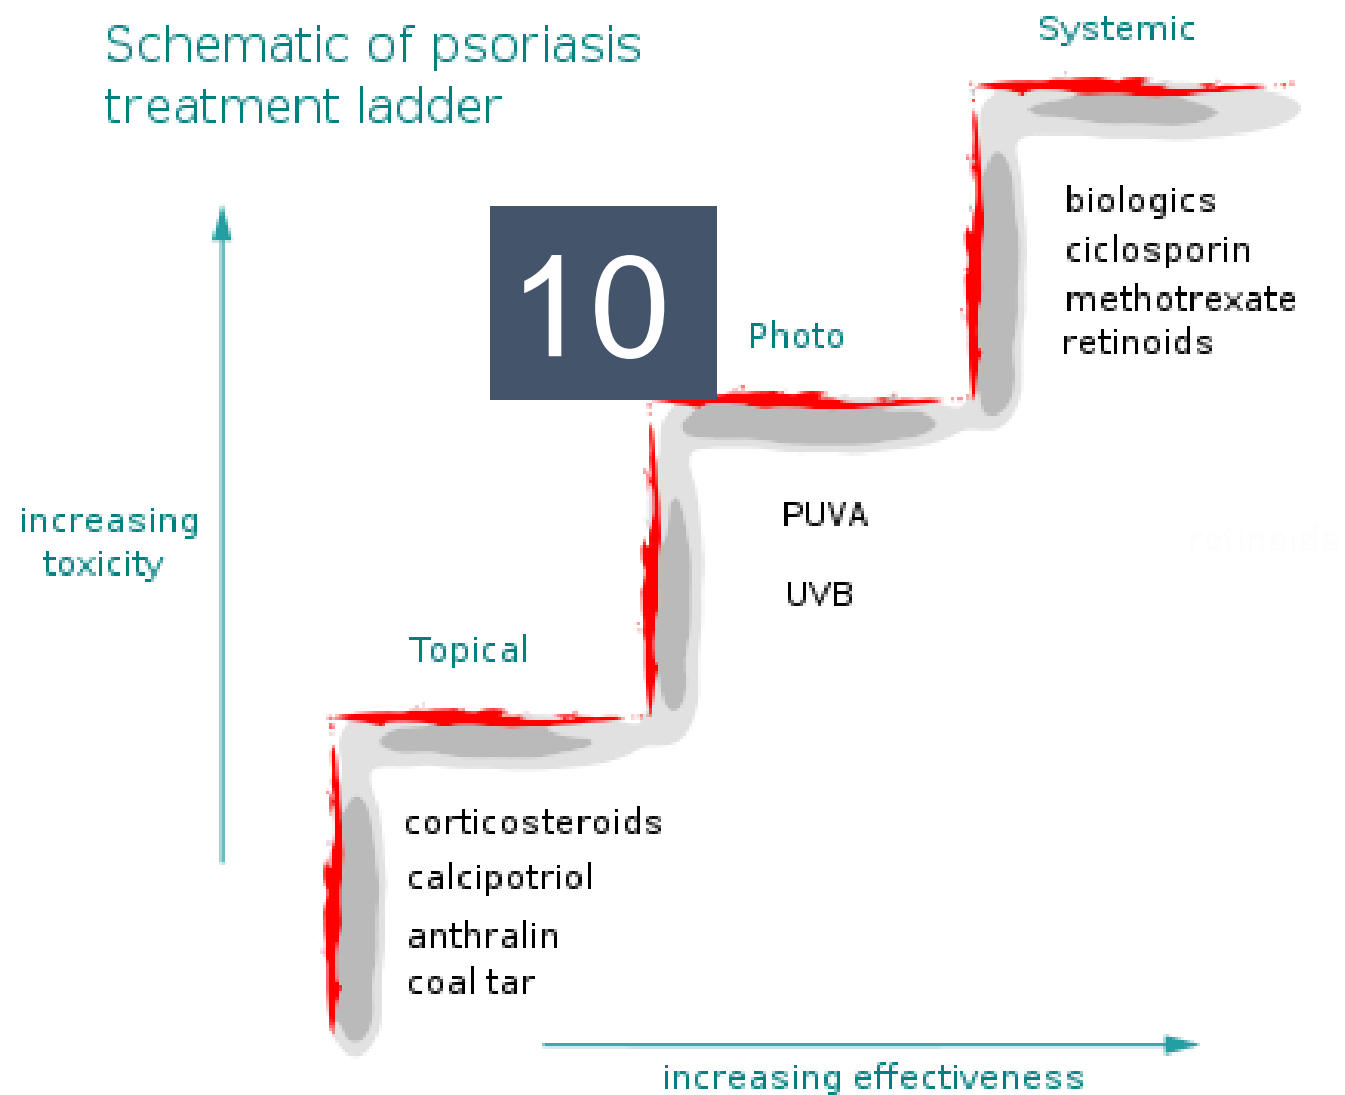 Schematic of psoriasis
treatment ladder
Systemic
biologics
ciclosporin
methotrexate
retinoids
10
Photo
PUVA
UVB
retinoids
increasing
toxicity
Topical
corticosteroids
calcipotriol
anthralin
coal tar
increasing effectiveness